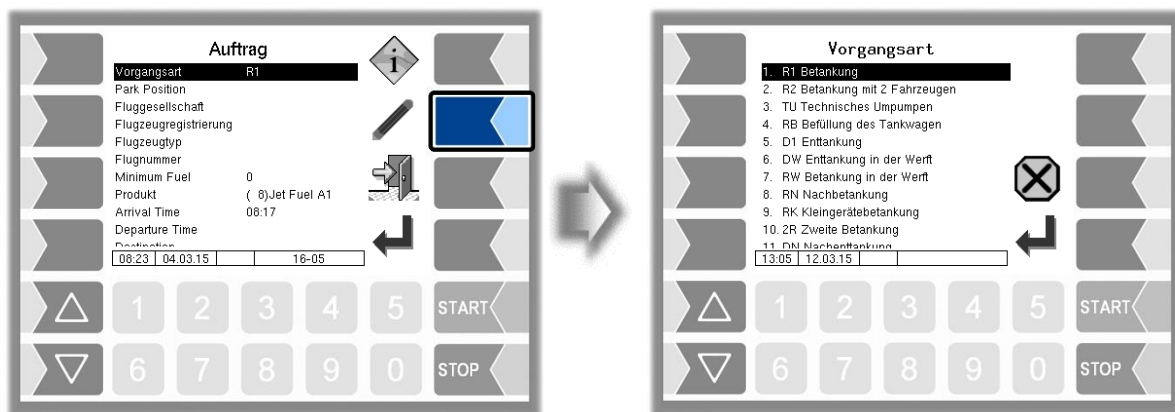 Auftrag
Vorgangsart R1
Park Position
Fluggesellschaft
Flugzeugregistrierung
Flugzeugtyp
Flugnummer
Minimum Fuel 0
Produkt ( 8)Jet Fuel A1
Arrival Time 08:17
Departure Time
Destination
08:23 04.03.15 16-05
i
1 2 3 4 5 START
6 7 8 9 0 STOP
Vorgangsart
1. R1 Betankung
2. R2 Betankung mit 2 Fahrzeugen
3. TU Technisches Umpumpen
4. RB Befüllung des Tankwagen
5. D1 Enttankung
6. DW Enttankung in der Werft
7. RW Betankung in der Werft
8. RN Nachbetankung
9. RK Kleingerätebetankung
10. 2R Zweite Betankung
11. DN Nachenttankung
13:05 12.03.15
1 2 3 4 5 START
6 7 8 9 0 STOP